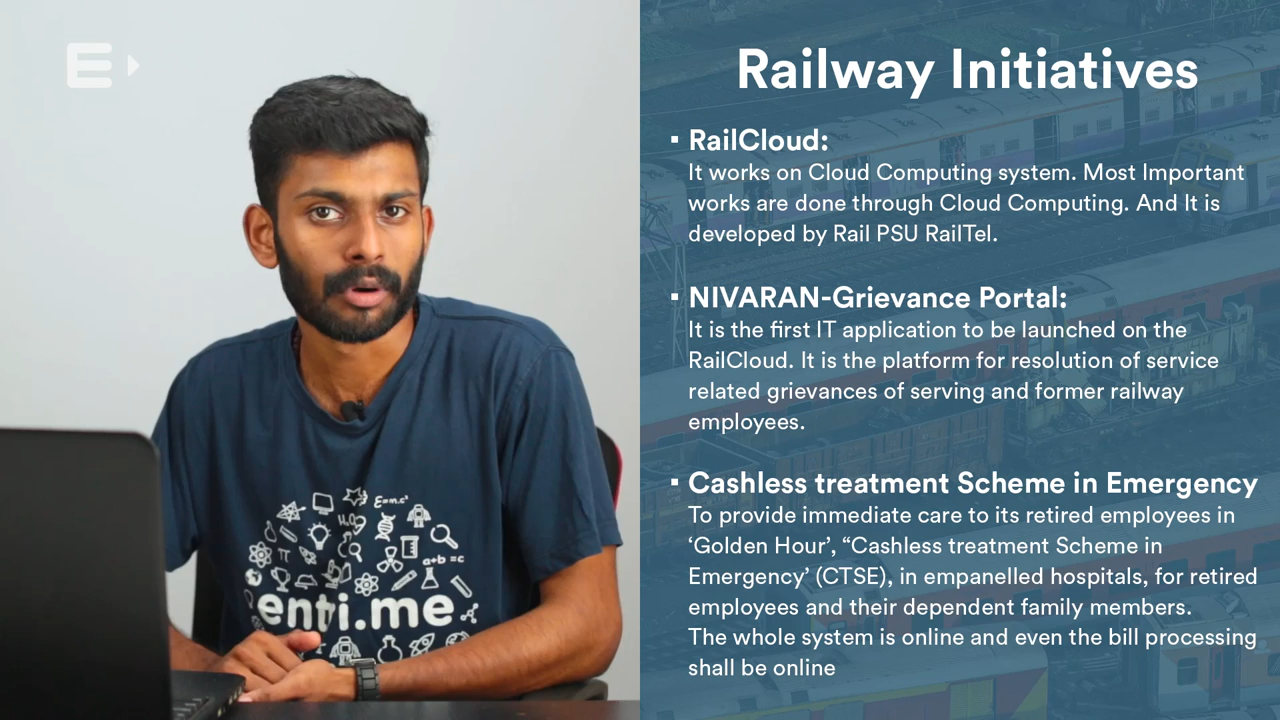 Railway Initiatives
▪ RailCloud:
It works on Cloud Computing system. Most Important
works are done through Cloud Computing. And It is
developed by Rail PSU RailTel.
▪ NIVARAN-Grievance Portal:
It is the first IT application to be launched on the
RailCloud. It is the platform for resolution of service
related grievances of serving and former railway
employees.
▪ Cashless treatment Scheme in Emergency
To provide immediate care to its retired employees in
‘Golden Hour’, “Cashless treatment Scheme in
Emergency’ (CTSE), in empanelled hospitals, for retired
employees and their dependent family members.
The whole system is online and even the bill processing
shall be online
E
E=m.c²
a+b=c
entri.me